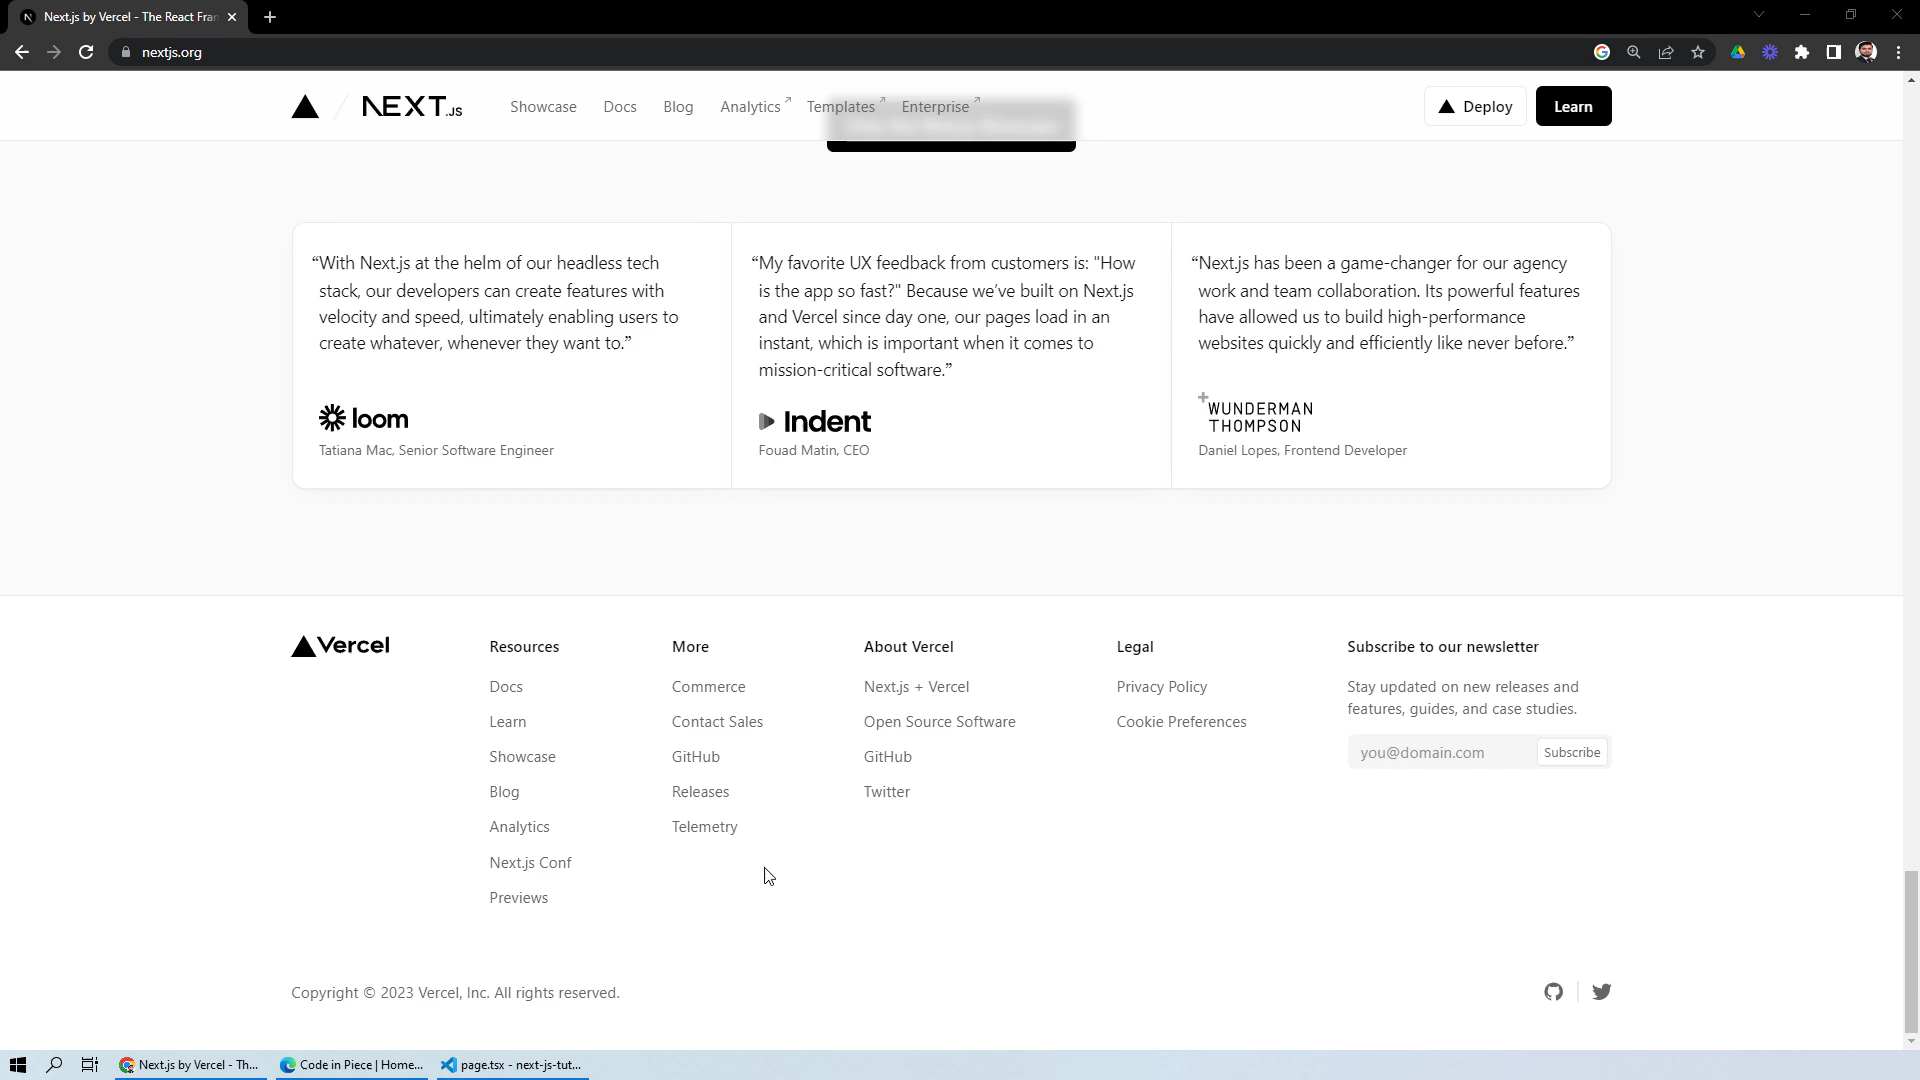 Next.js by Vercel - The React Fran
nextjs.org
NEXT.JS
Showcase
Docs
Blog
Analytics
Templates
Enterprise
Deploy
Learn
“With Next.js at the helm of our headless tech
stack, our developers can create features with
velocity and speed, ultimately enabling users to
create whatever, whenever they want to.”
loom
Tatiana Mac, Senior Software Engineer
“My favorite UX feedback from customers is: "How
is the app so fast?" Because we’ve built on Next.js
and Vercel since day one, our pages load in an
instant, which is important when it comes to
mission-critical software.”
Indent
Fouad Matin, CEO
“Next.js has been a game-changer for our agency
work and team collaboration. Its powerful features
have allowed us to build high-performance
websites quickly and efficiently like never before.”
WUNDERMAN
THOMPSON
Daniel Lopes, Frontend Developer
Vercel
Resources
Docs
Learn
Showcase
Blog
Analytics
Next.js Conf
Previews
More
Commerce
Contact Sales
GitHub
Releases
Telemetry
About Vercel
Next.js + Vercel
Open Source Software
GitHub
Twitter
Legal
Privacy Policy
Cookie Preferences
Subscribe to our newsletter
Stay updated on new releases and
features, guides, and case studies.
you@domain.com
Subscribe
Copyright © 2023 Vercel, Inc. All rights reserved.
Next.js by Vercel - Th...
Code in Piece | Home...
page.tsx - next-js-tut...